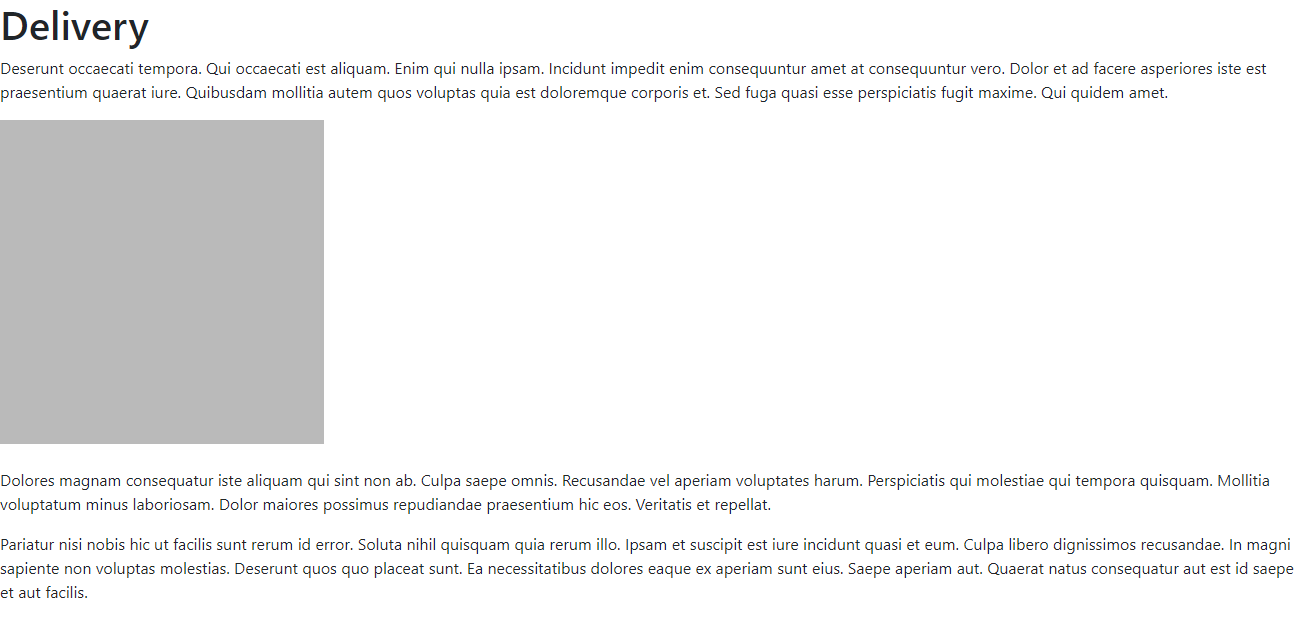 Delivery
Deserunt occaecati tempora. Qui occaecati est aliquam. Enim qui nulla ipsam. Incidunt impedit enim consequuntur amet at consequuntur vero. Dolor et ad facere asperiores iste est
praesentium quaerat iure. Quibusdam mollitia autem quos voluptas quia est doloremque corporis et. Sed fuga quasi esse perspiciatis fugit maxime. Qui quidem amet.
Dolores magnam consequatur iste aliquam qui sint non ab. Culpa saepe omnis. Recusandae vel aperiam voluptates harum. Perspiciatis qui molestiae qui tempora quisquam. Mollitia
voluptatum minus laboriosam. Dolor maiores possimus repudiandae praesentium hic eos. Veritatis et repellat.
Pariatur nisi nobis hic ut facilis sunt rerum id error. Soluta nihil quisquam quia rerum illo. Ipsam et suscipit est iure incidunt quasi et eum. Culpa libero dignissimos recusandae. In magni
sapiente non voluptas molestias. Deserunt quos quo placeat sunt. Ea necessitatibus dolores eaque ex aperiam sunt eius. Saepe aperiam aut. Quaerat natus consequatur aut est id saepe
et aut facilis.